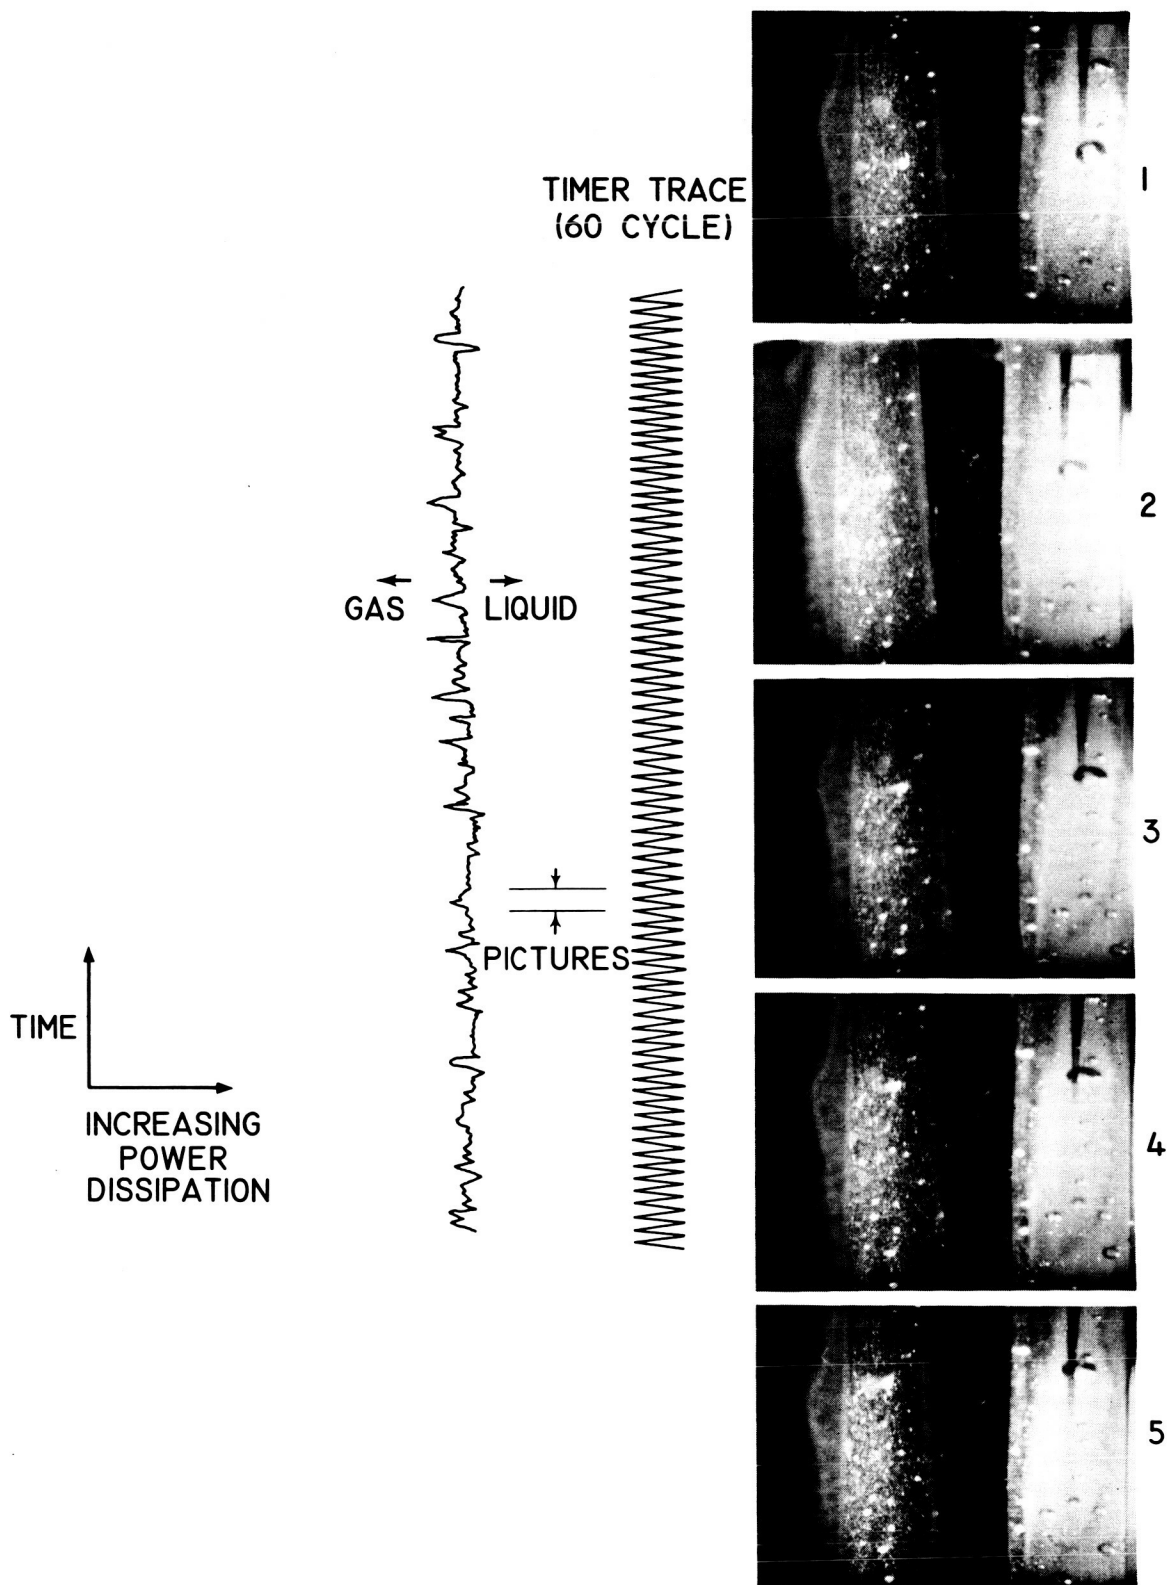 TIMER TRACE
(60 CYCLE)
1
2
GAS
LIQUID
3
PICTURES
TIME
INCREASING
POWER
DISSIPATION
4
5